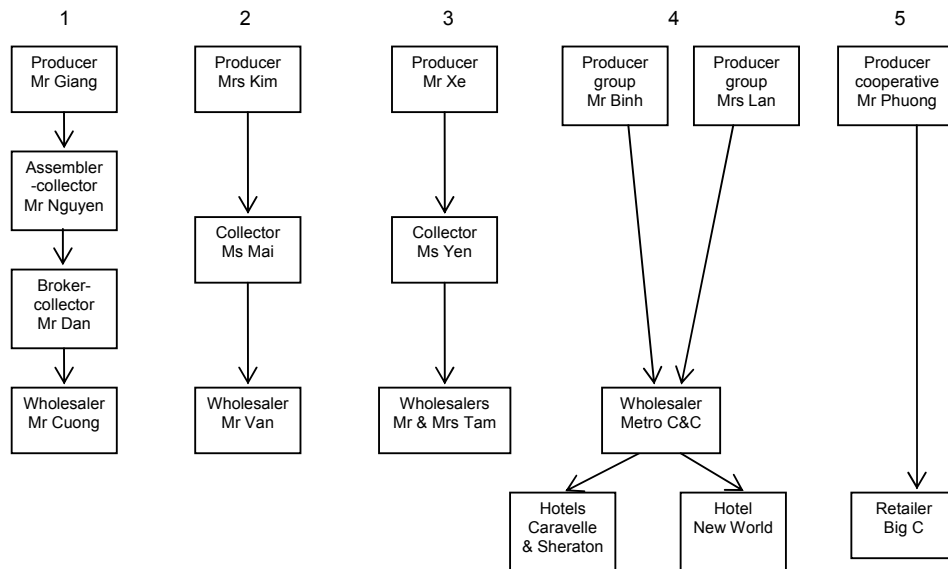 1
2
3
4
5
Producer
Mr Giang
Producer
Mrs Kim
Producer
Mr Xe
Producer
group
Mr Binh
Producer
group
Mrs Lan
Producer
cooperative
Mr Phuong
Assembler
-collector
Mr Nguyen
Collector
Ms Mai
Collector
Ms Yen
Broker-
collector
Mr Dan
Wholesaler
Mr Cuong
Wholesaler
Mr Van
Wholesalers
Mr & Mrs Tam
Wholesaler
Metro C&C
Hotels
Caravelle
& Sheraton
Hotel
New World
Retailer
Big C